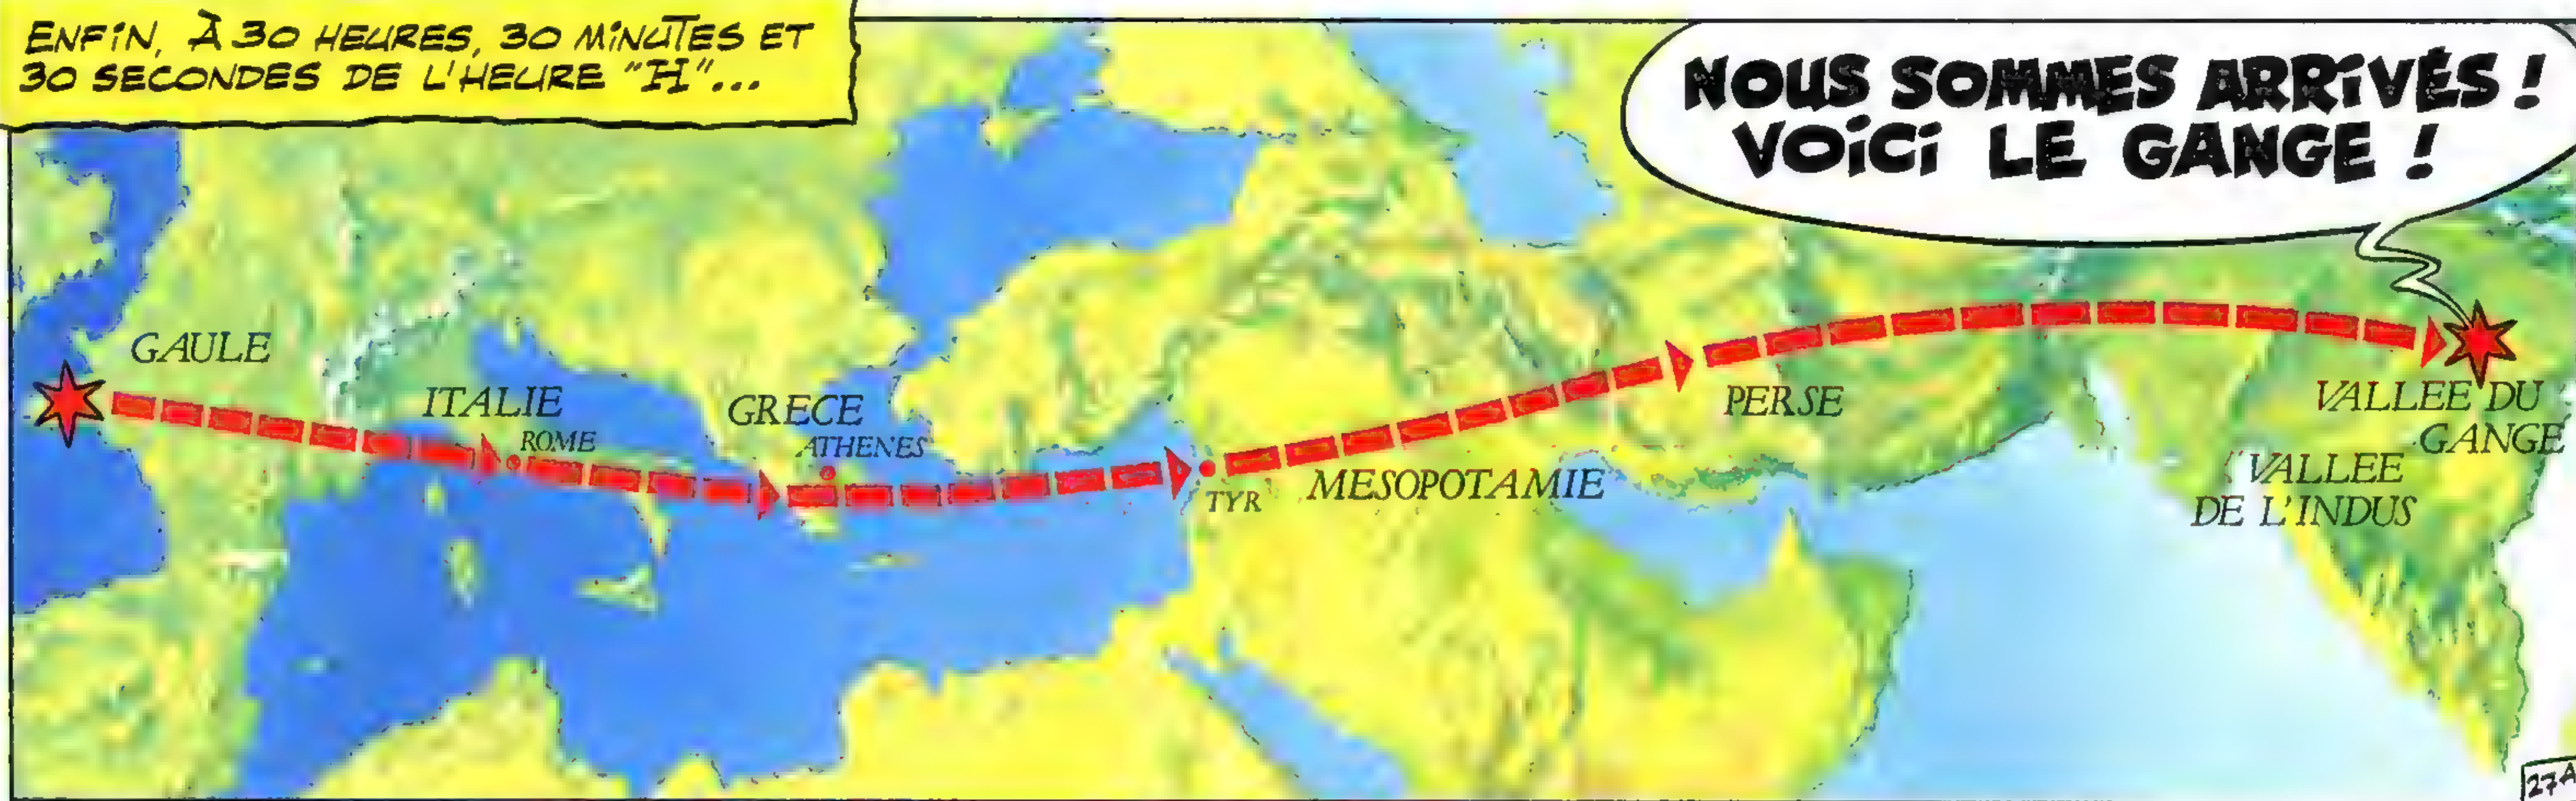 ENFIN, À 30 HEURES, 30 MINUTES ET
30 SECONDES DE L'HEURE "H"...
NOUS SOMMES ARRIVÉS !
VOICI LE GANGE !
GAULE
ITALIE
ROME
GRECE
ATHENES
TYR
MESOPOTAMIE
PERSE
VALLEE DU
GANGE
VALLEE
DE L'INDUS
27A